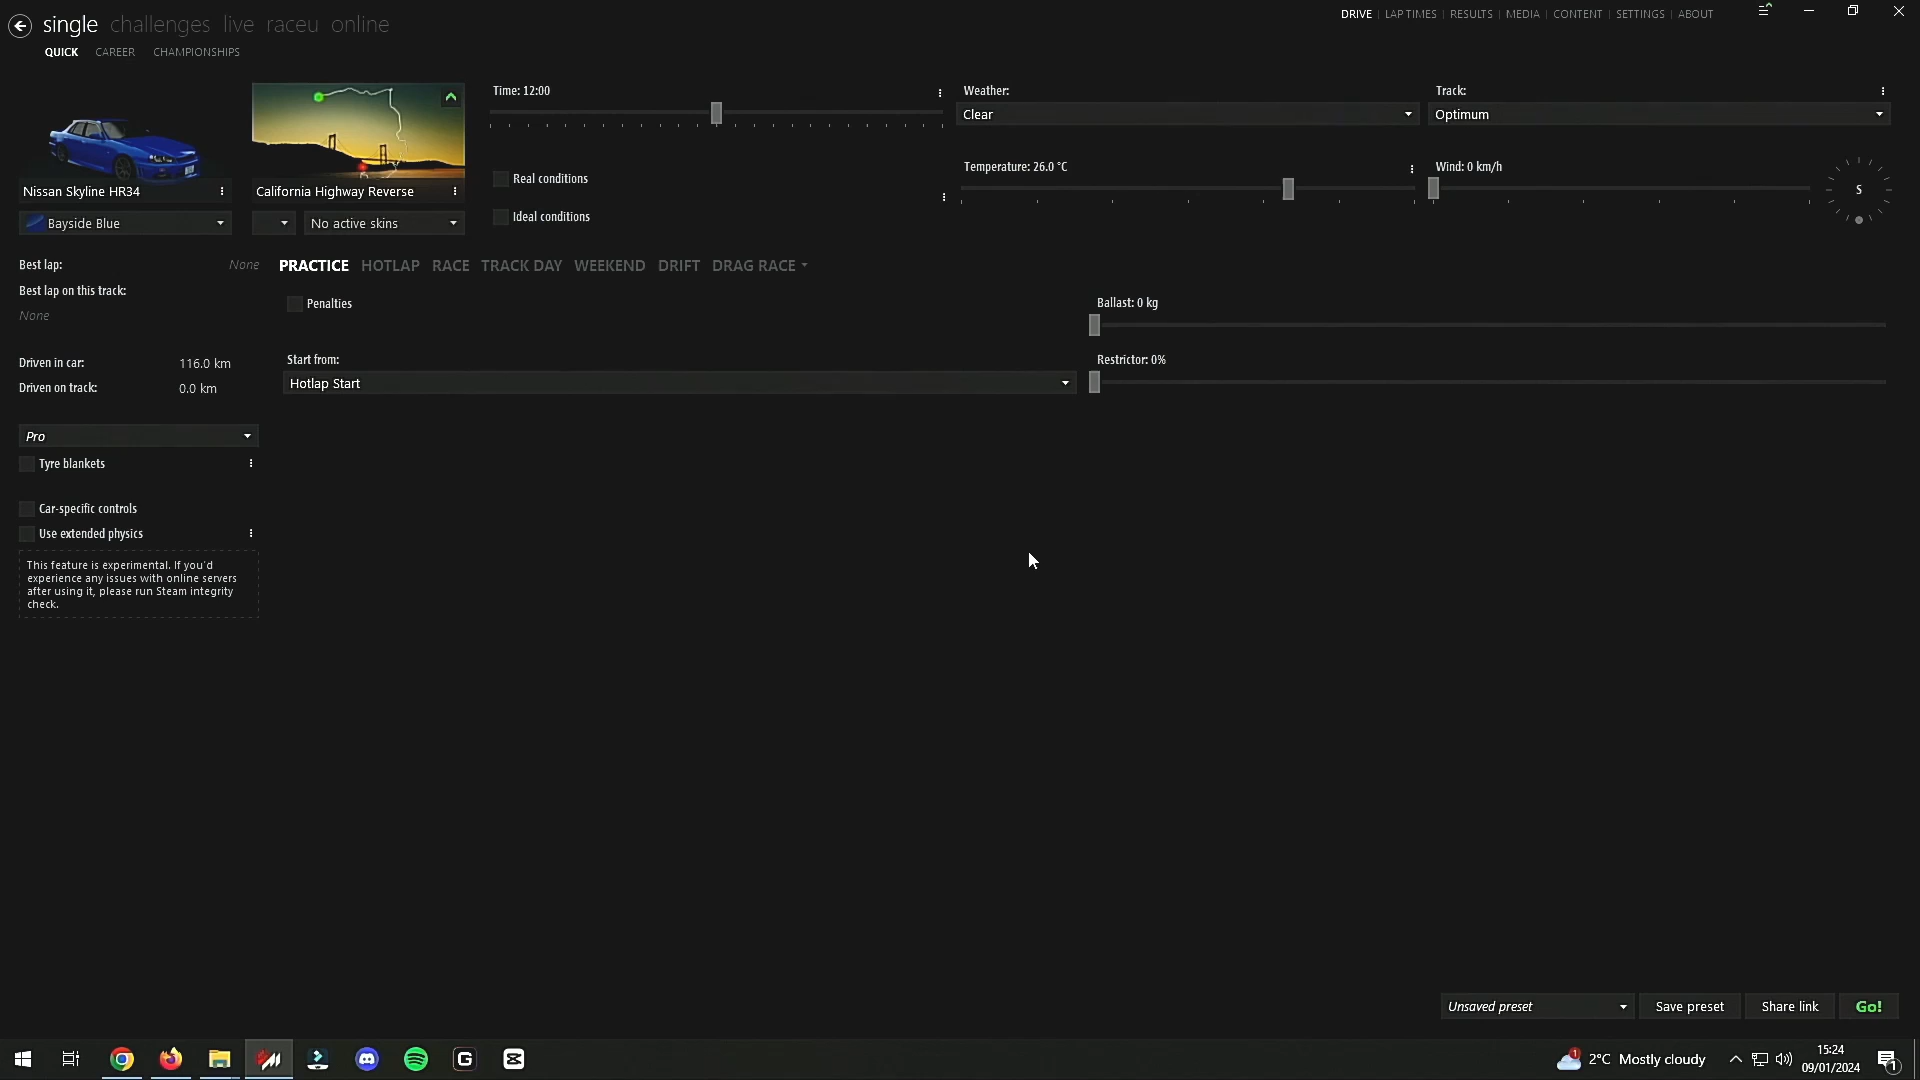 single challenges live raceu online
DRIVE | LAP TIMES | RESULTS | MEDIA | CONTENT | SETTINGS | ABOUT
QUICK CAREER CHAMPIONSHIPS
Time: 12:00
Weather:
Track:
Clear
Optimum
Nissan Skyline HR34
California Highway Reverse
Real conditions
Temperature: 26.0 °C
Wind: 0 km/h
S
Ideal conditions
Bayside Blue
No active skins
Best lap: None
Best lap on this track:
None
PRACTICE HOTLAP RACE TRACK DAY WEEKEND DRIFT DRAG RACE
Penalties
Ballast: 0 kg
Start from:
Restrictor: 0%
Hotlap Start
Driven in car: 116.0 km
Driven on track: 0.0 km
Pro
Tyre blankets
Car-specific controls
Use extended physics
This feature is experimental. If you'd
experience any issues with online servers
after using it, please run Steam integrity
check.
Unsaved preset
Save preset
Share link
Go!
G
1
2°C Mostly cloudy
15:24
09/01/2024
1